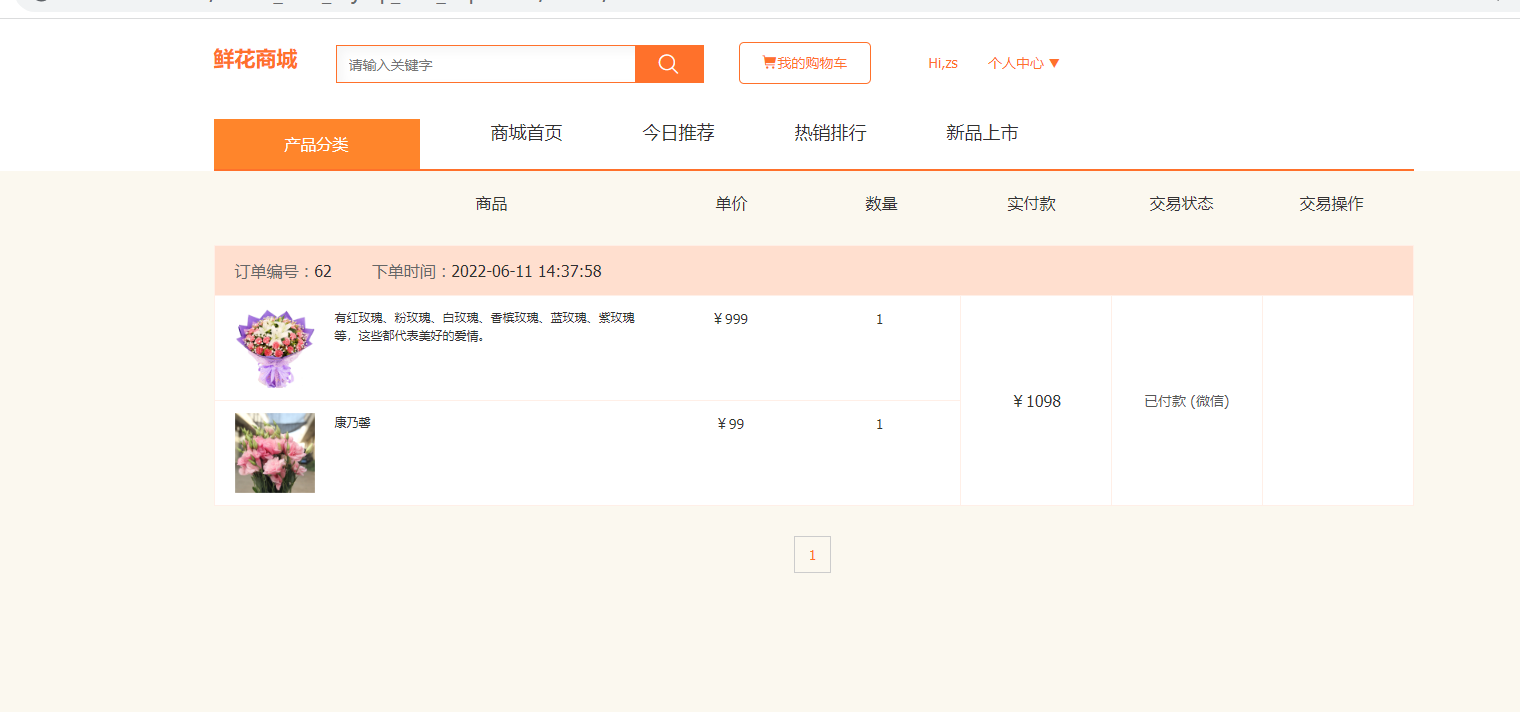 鲜花商城
请输入关键字
我的购物车
Hi,zs
个人中心▼
产品分类
商城首页
今日推荐
热销排行
新品上市
商品 单价 数量 实付款 交易状态 交易操作
订单编号：62 下单时间：2022-06-11 14:37:58
有红玫瑰、粉玫瑰、白玫瑰、香槟玫瑰、蓝玫瑰、紫玫瑰
等，这些都代表美好的爱情。
￥999
1
康乃馨
￥99
1
￥1098
已付款 (微信)
1